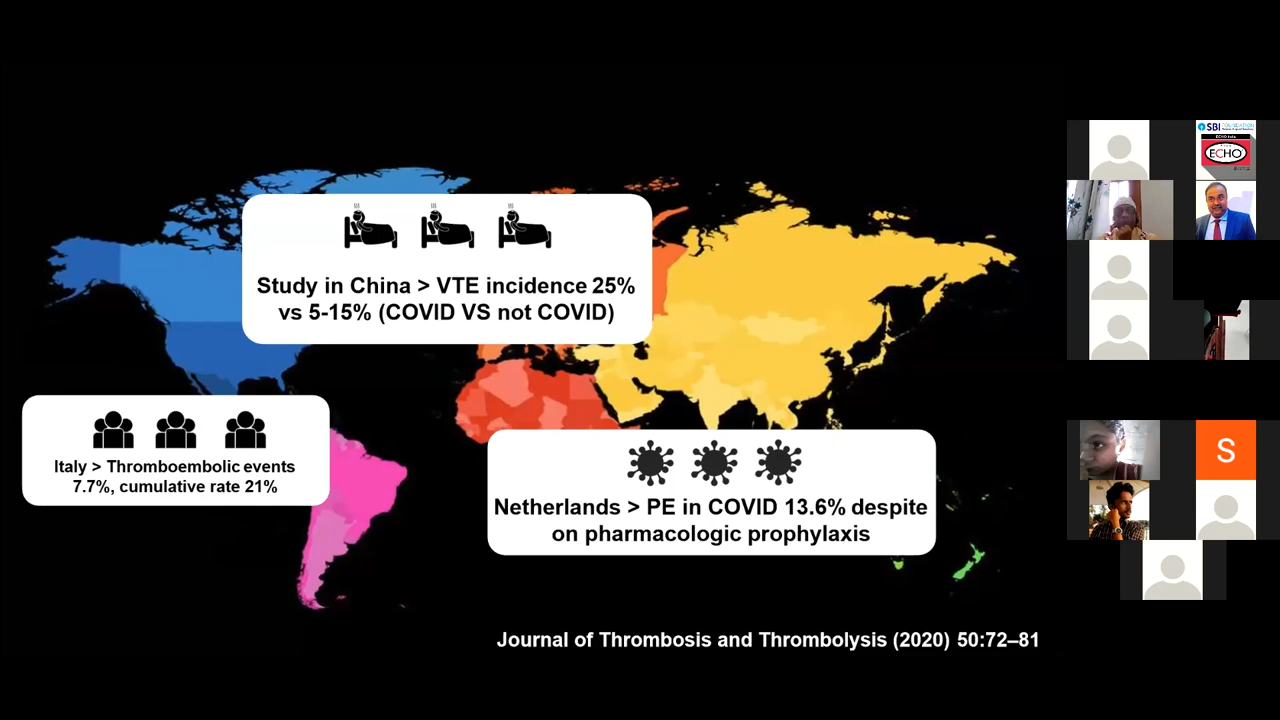 Study in China > VTE incidence 25%
vs 5-15% (COVID VS not COVID)
Italy > Thromboembolic events
7.7%, cumulative rate 21%
Netherlands > PE in COVID 13.6% despite
on pharmacologic prophylaxis
Journal of Thrombosis and Thrombolysis (2020) 50:72–81
SBI
ECHO
S